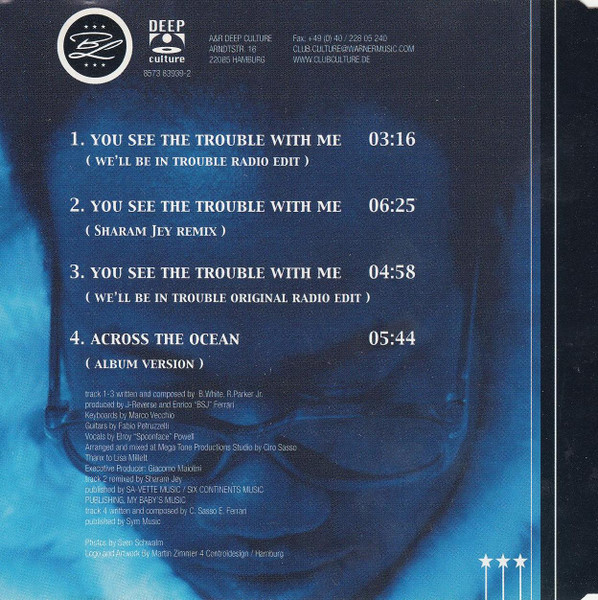 BL
DEEP
culture
8573 83939-2
A&R DEEP CULTURE
ARNDTSTR. 16
22085 HAMBURG
Fax: +49 (0) 40 / 228 05 240
CLUB.CULTURE@WARNERMUSIC.COM
WWW.CLUBCULTURE.DE
1. YOU SEE THE TROUBLE WITH ME 03:16
( WE'LL BE IN TROUBLE RADIO EDIT )
2. YOU SEE THE TROUBLE WITH ME 06:25
( SHARAM JEY REMIX )
3. YOU SEE THE TROUBLE WITH ME 04:58
( WE'LL BE IN TROUBLE ORIGINAL RADIO EDIT )
4. ACROSS THE OCEAN 05:44
( ALBUM VERSION )
track 1-3 written and composed by B.White, R.Parker Jr.
produced by J-Reverse and Enrico "BSJ" Ferrari
Keyboards by Marco Vecchio
Guitars by Fabio Petruzzelli
Vocals by Elroy "Spoonface" Powell
Arranged and mixed at Mega Tone Productions Studio by Ciro Sasso
Thanx to Lisa Millett
Executive Producer: Giacomo Maiolini
track 2 remixed by Sharam Jey
published by SA-VETTE MUSIC / SIX CONTINENTS MUSIC
PUBLISHING, MY BABY'S MUSIC
track 4 written and composed by C. Sasso E. Ferrari
published by Sym Music
Photos by Sven Schwalm
Logo and Artwork By Martin Zimmer 4 Controldesign / Hamburg